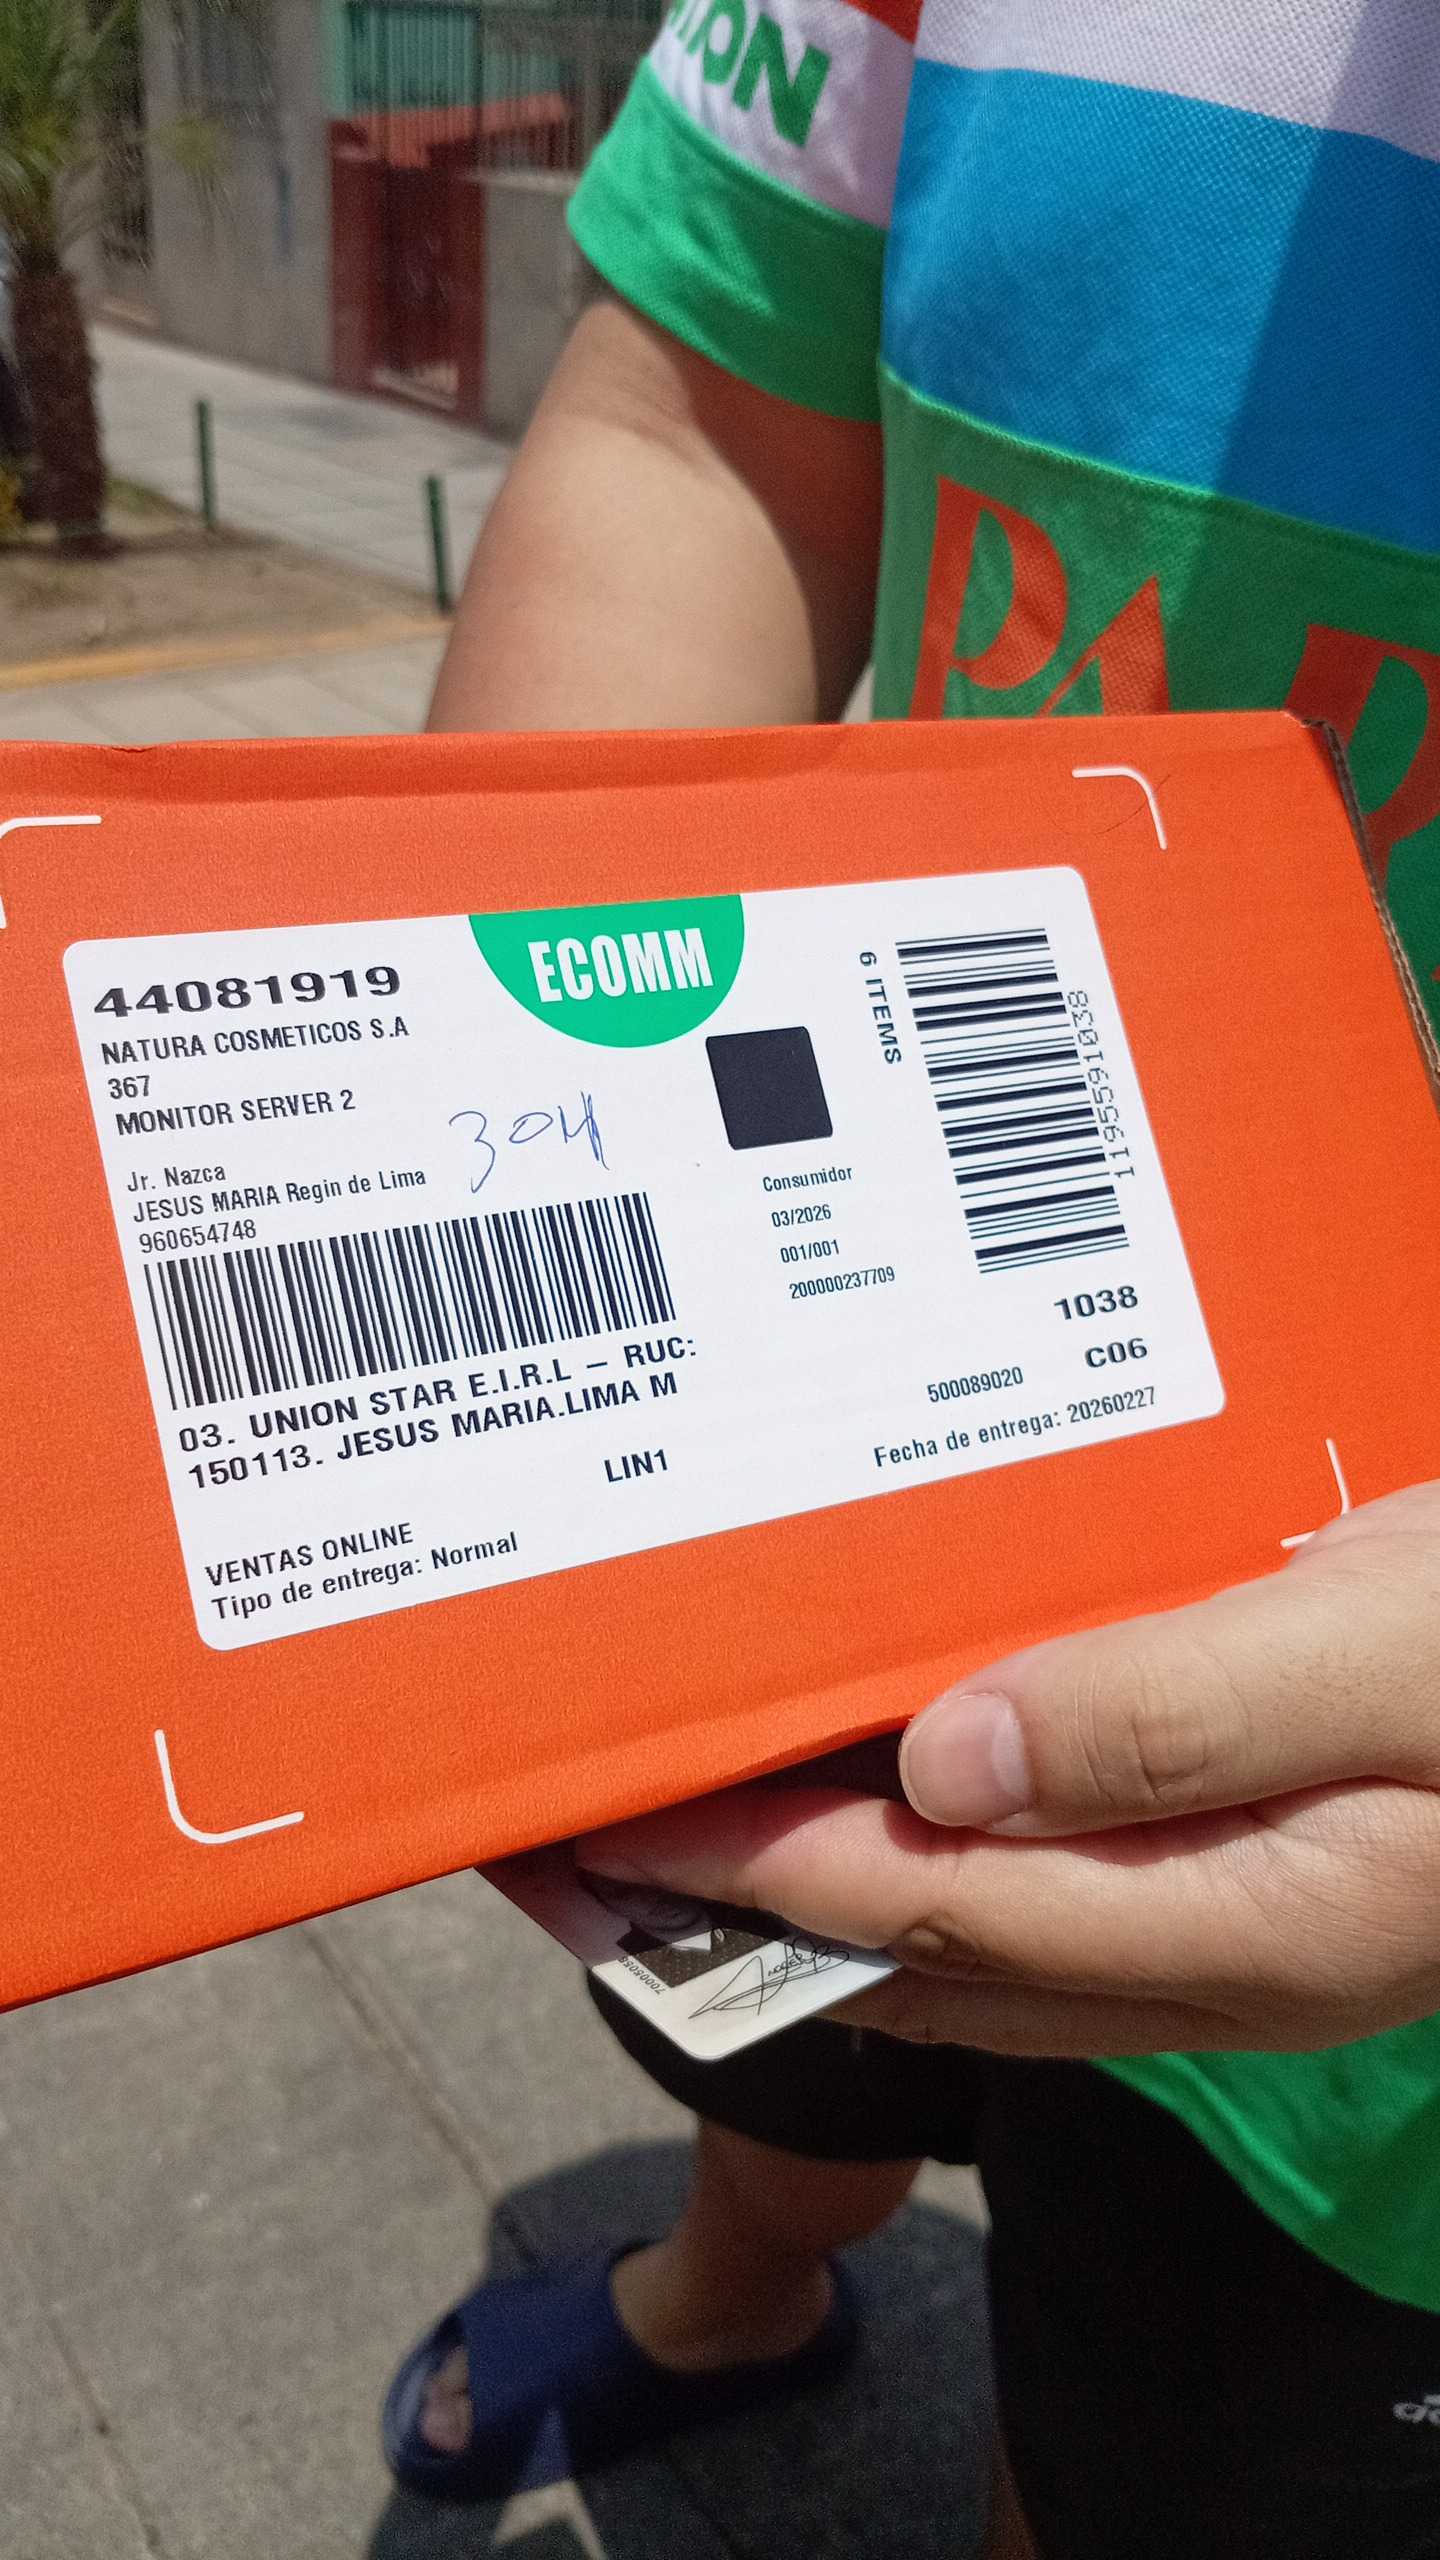 44081919
NATURA COSMETICOS S.A
367
MONITOR SERVER 2
Jr. Nazca
JESUS MARIA Regin de Lima
960654748
03. UNION STAR E.I.R.L – RUC:
150113. JESUS MARIA.LIMA M
LIN1
VENTAS ONLINE
Tipo de entrega: Normal
ECOMM
6 ITEMS
1195591038
Consumidor
03/2026
001/001
200000237709
1038
C06
500089020
Fecha de entrega: 20260227